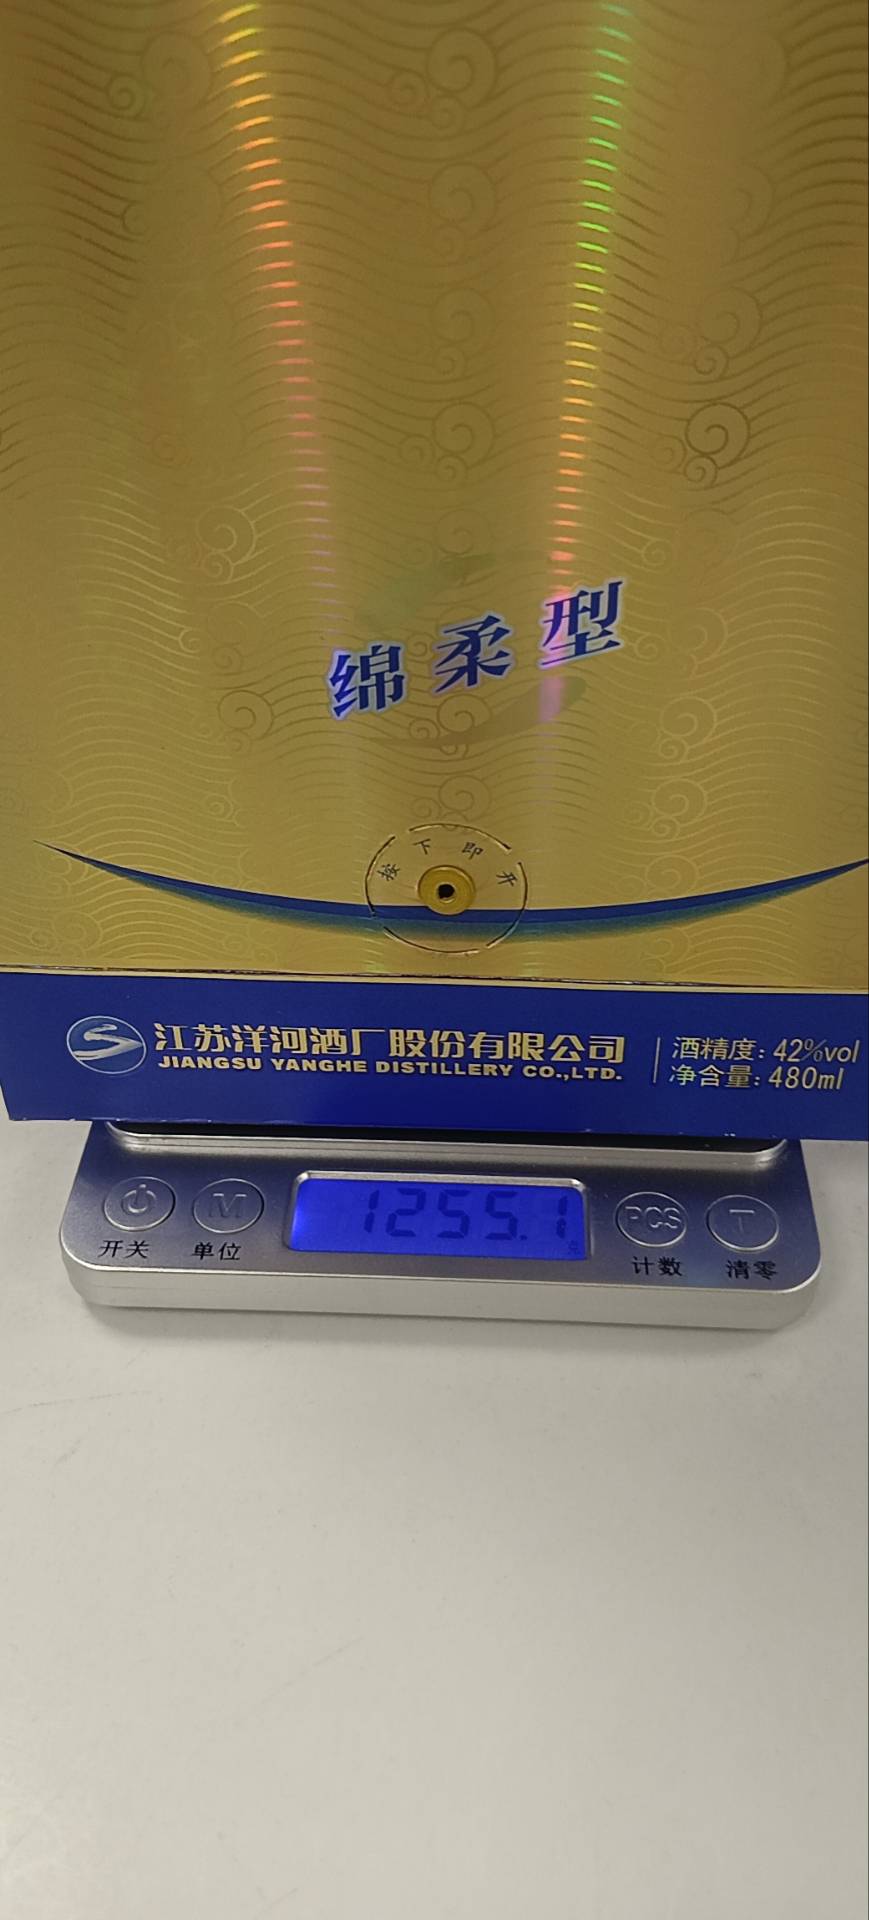 绵柔型
按下即开
江苏洋河酒厂股份有限公司
JIANGSU YANGHE DISTILLERY CO.,LTD.
酒精度：42%vol
净含量：480ml
1255.1
M
PCS
T
开关
单位
计数
清零